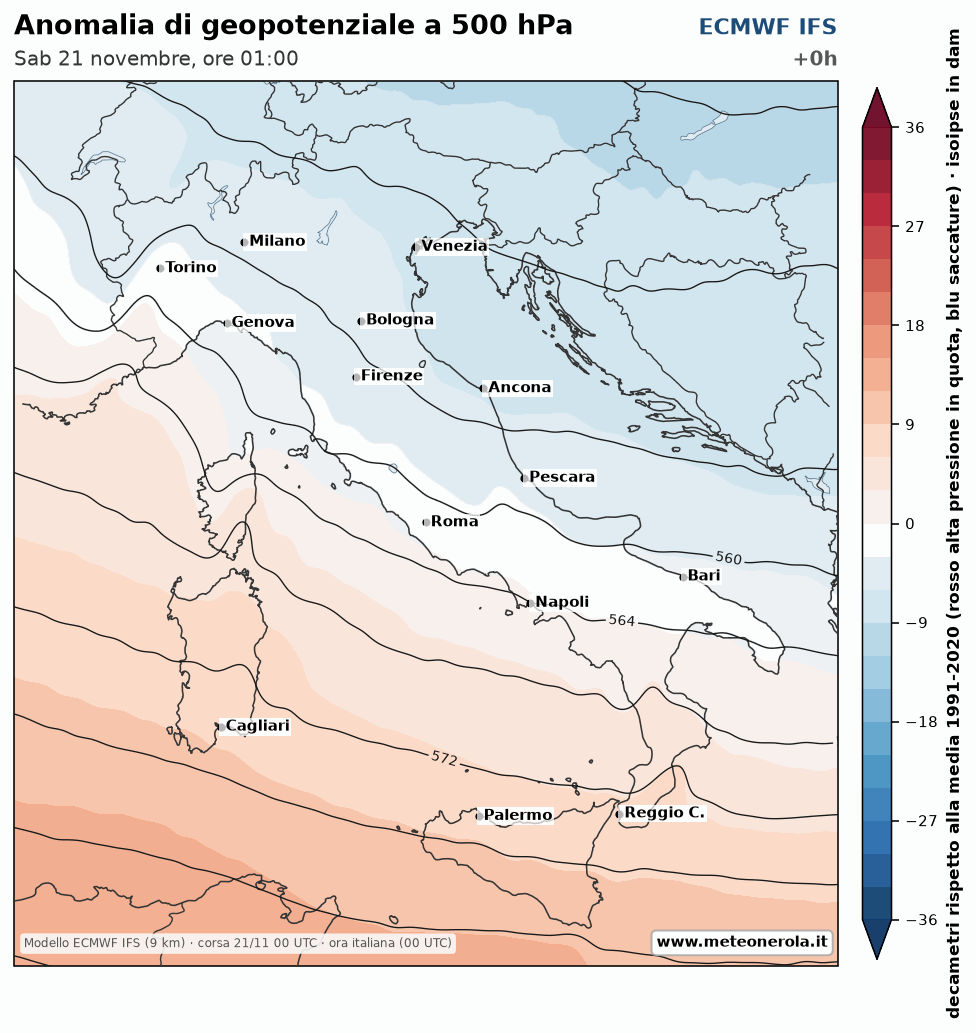 Anomalia di geopotenziale a 500 hPa
ECMWF IFS
Sab 21 novembre, ore 01:00
+0h
Milano
Venezia
Torino
Genova
Bologna
Firenze
Ancona
Pescara
Roma
560
Bari
Napoli
564
Cagliari
572
Palermo
Reggio C.
Modello ECMWF IFS (9 km) · corsa 21/11 00 UTC · ora italiana (00 UTC)
www.meteonerola.it
36
27
18
9
0
−9
−18
−27
−36
decametri rispetto alla media 1991-2020 (rosso alta pressione in quota, blu saccature) · isoipse in dam